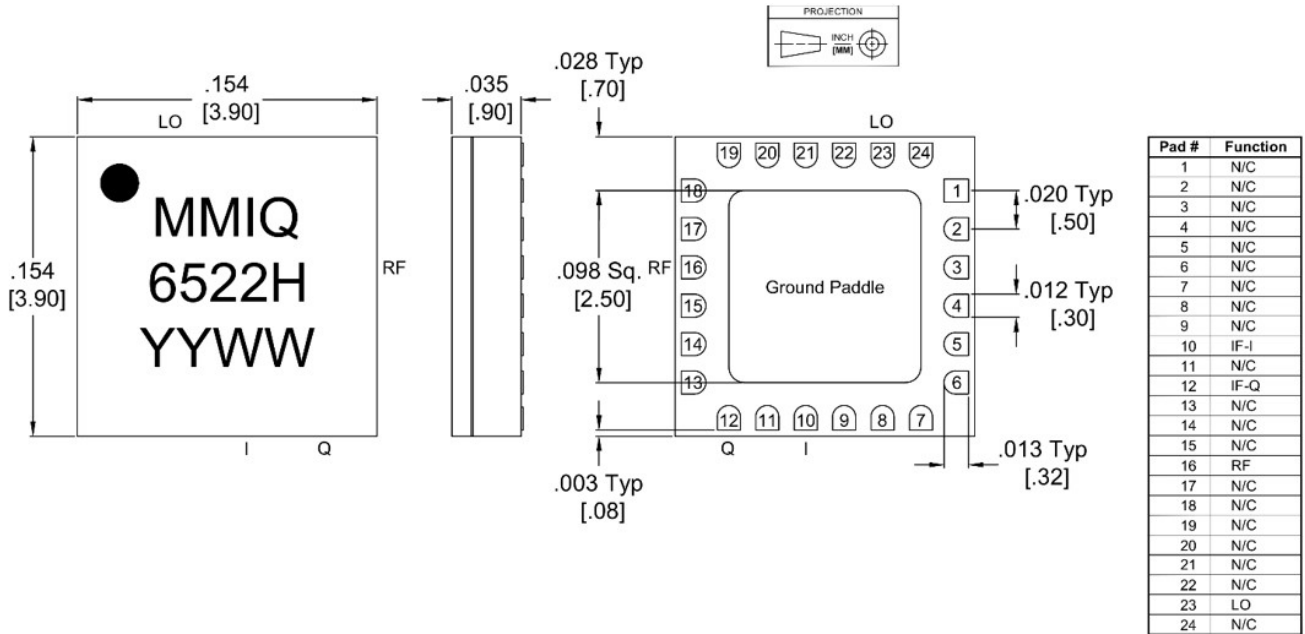 PROJECTION
INCH
[MM]
.154
[3.90]
LO
.035
[.90]
.028 Typ
[.70]
LO
MMIQ
6522H
YYWW
.154
[3.90]
RF
I
Q
19 20 21 22 23 24
18
17
16
15
14
13
1
2
3
4
5
6
12 11 10 9 8 7
Ground Paddle
.098 Sq.
[2.50]
RF
.020 Typ
[.50]
.012 Typ
[.30]
.013 Typ
[.32]
.003 Typ
[.08]
Q
I
Pad # Function
1 N/C
2 N/C
3 N/C
4 N/C
5 N/C
6 N/C
7 N/C
8 N/C
9 N/C
10 IF-I
11 N/C
12 IF-Q
13 N/C
14 N/C
15 N/C
16 RF
17 N/C
18 N/C
19 N/C
20 N/C
21 N/C
22 N/C
23 LO
24 N/C